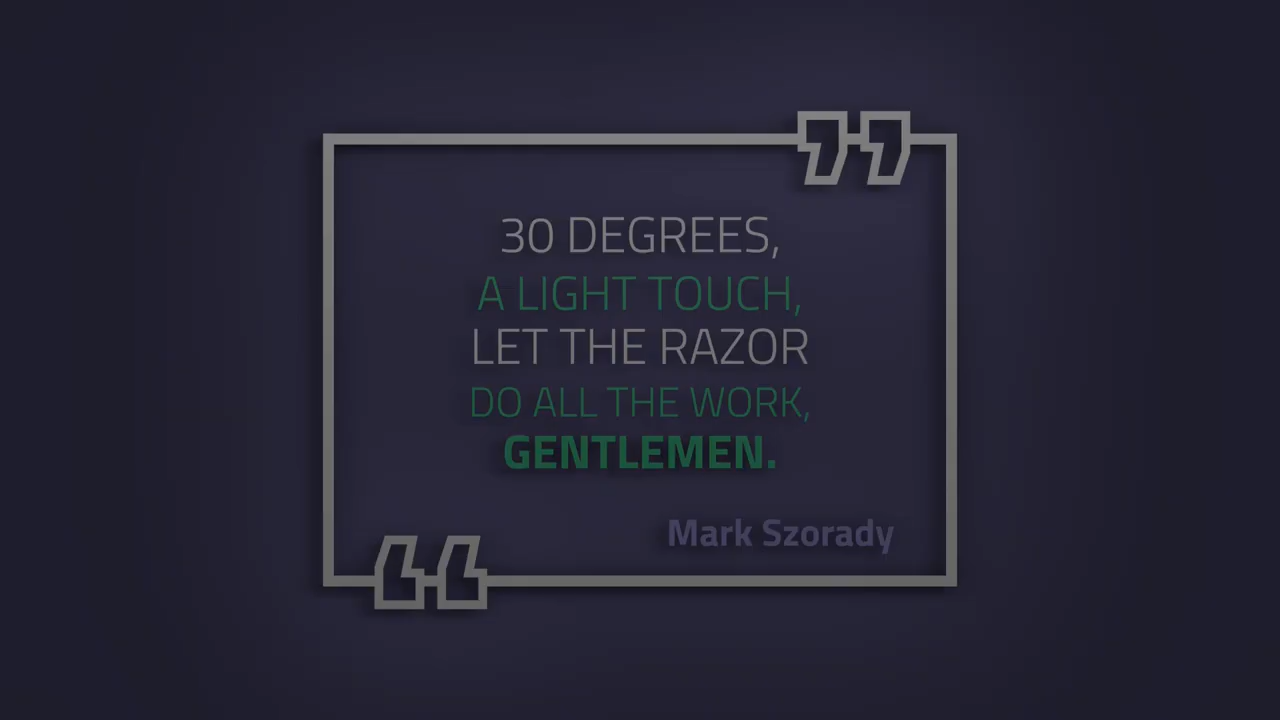 30 DEGREES,
A LIGHT TOUCH,
LET THE RAZOR
DO ALL THE WORK,
GENTLEMEN.
Mark Szorady